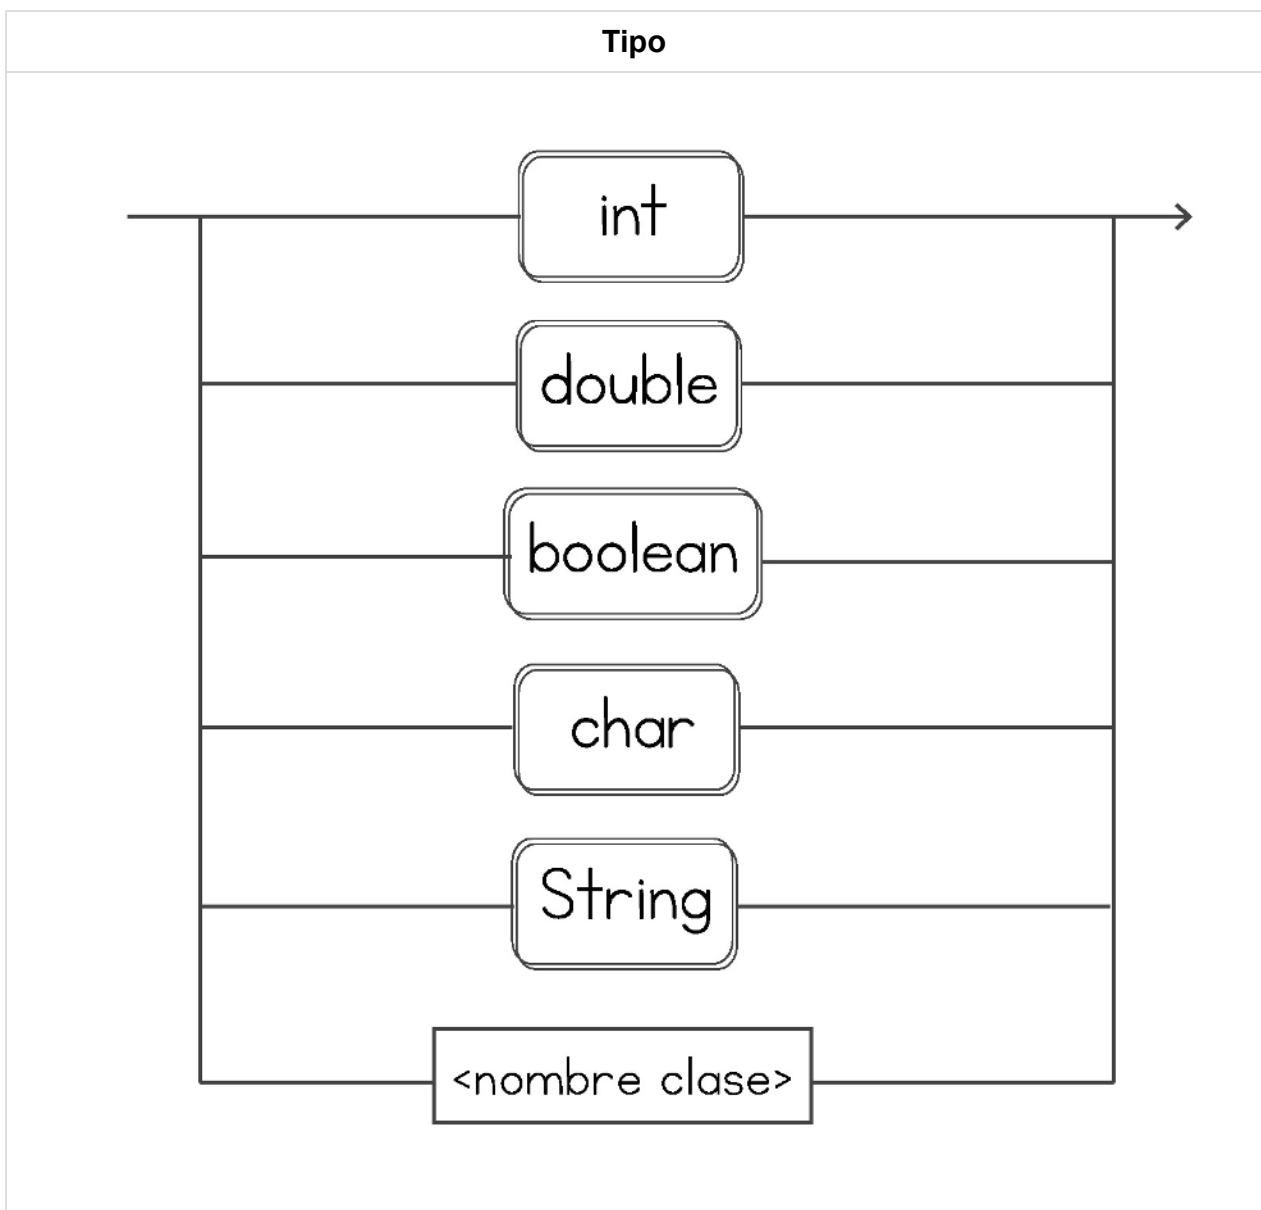 Tipo
int
double
boolean
char
String
<nombre clase>